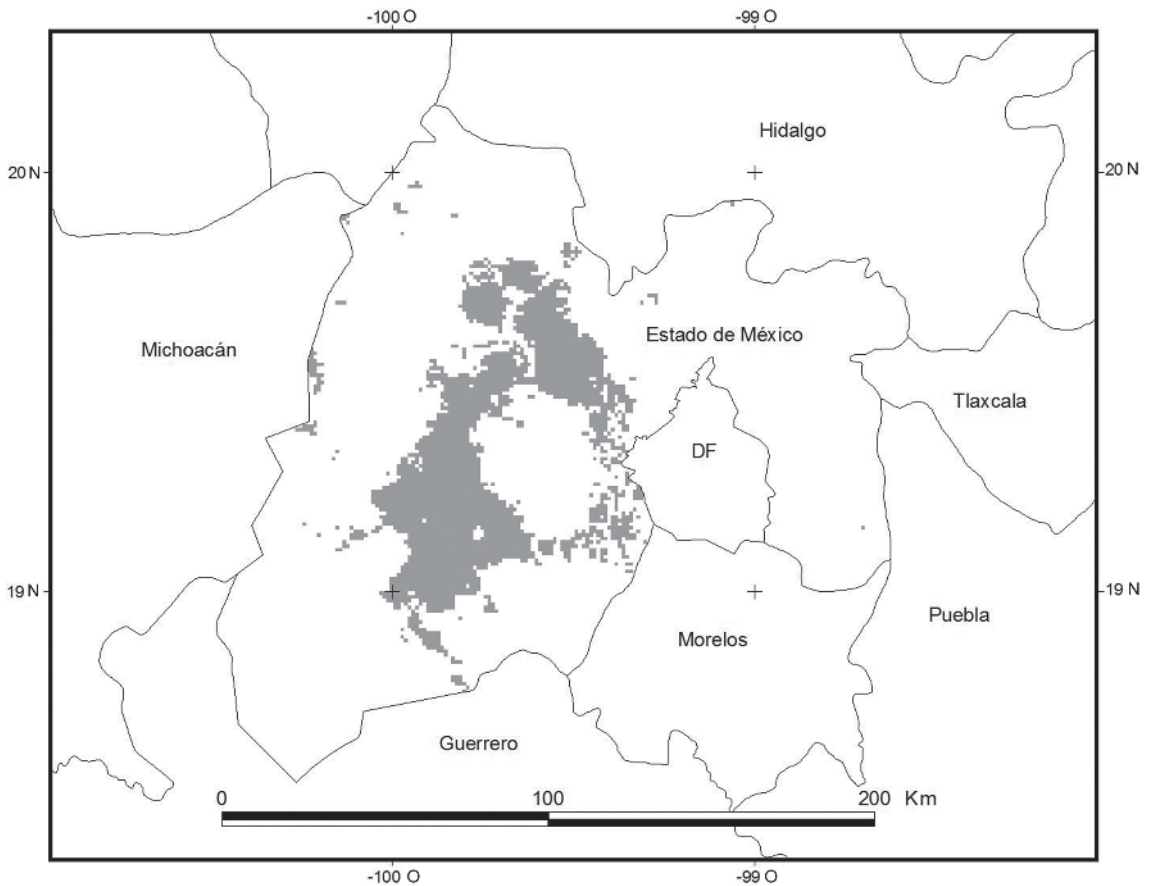 -100 O -99 O
Hidalgo
20 N 20 N
Estado de México
Michoacán
Tlaxcala
DF
19 N 19 N
Puebla
Morelos
Guerrero
0 100 200 Km
-100 O -99 O